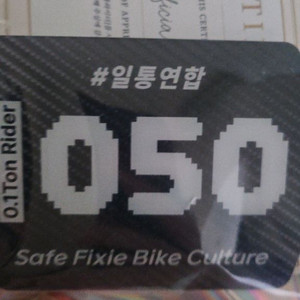 #일통연합
0.1Ton Rider
050
Safe Fixie Bike Culture